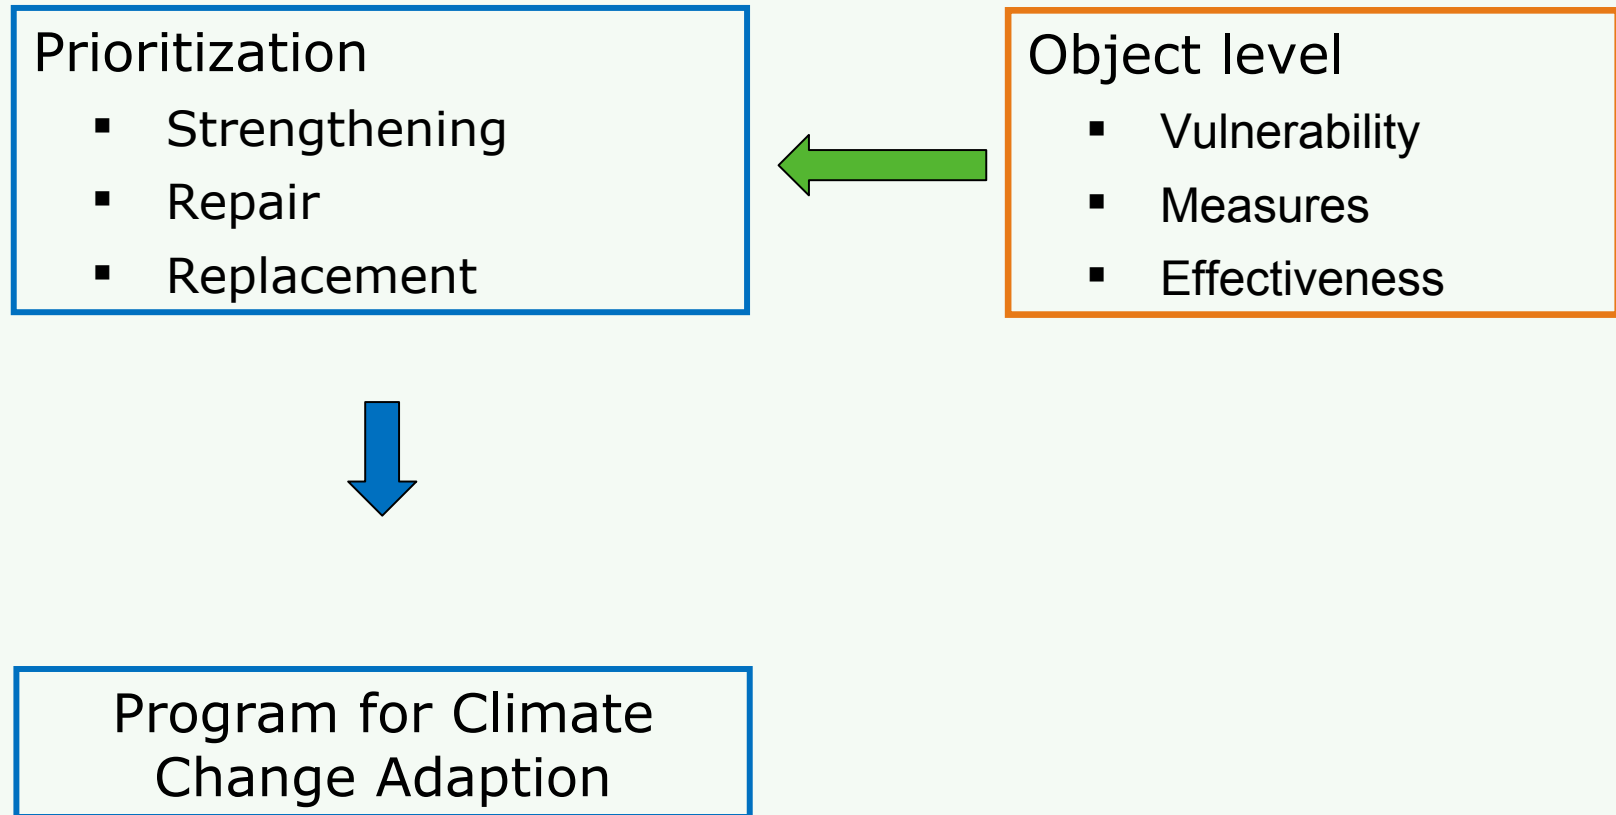 Prioritization
▪ Strengthening
▪ Repair
▪ Replacement
Object level
▪ Vulnerability
▪ Measures
▪ Effectiveness
Program for Climate
Change Adaption